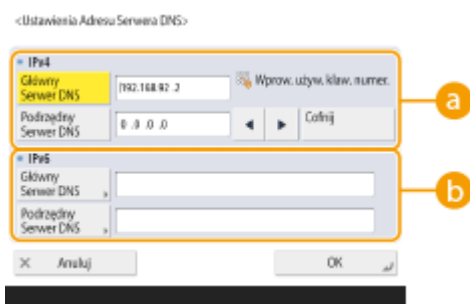 <Ustawienia Adresu Serwera DNS>
IPv4
Główny
Serwer DNS
192.168.92 .2
Wprow. używ. klaw. numer.
a
Podrzędny
Serwer DNS
0 .0 .0 .0
Cofnij
IPv6
Główny
Serwer DNS
b
Podrzędny
Serwer DNS
Anuluj
OK